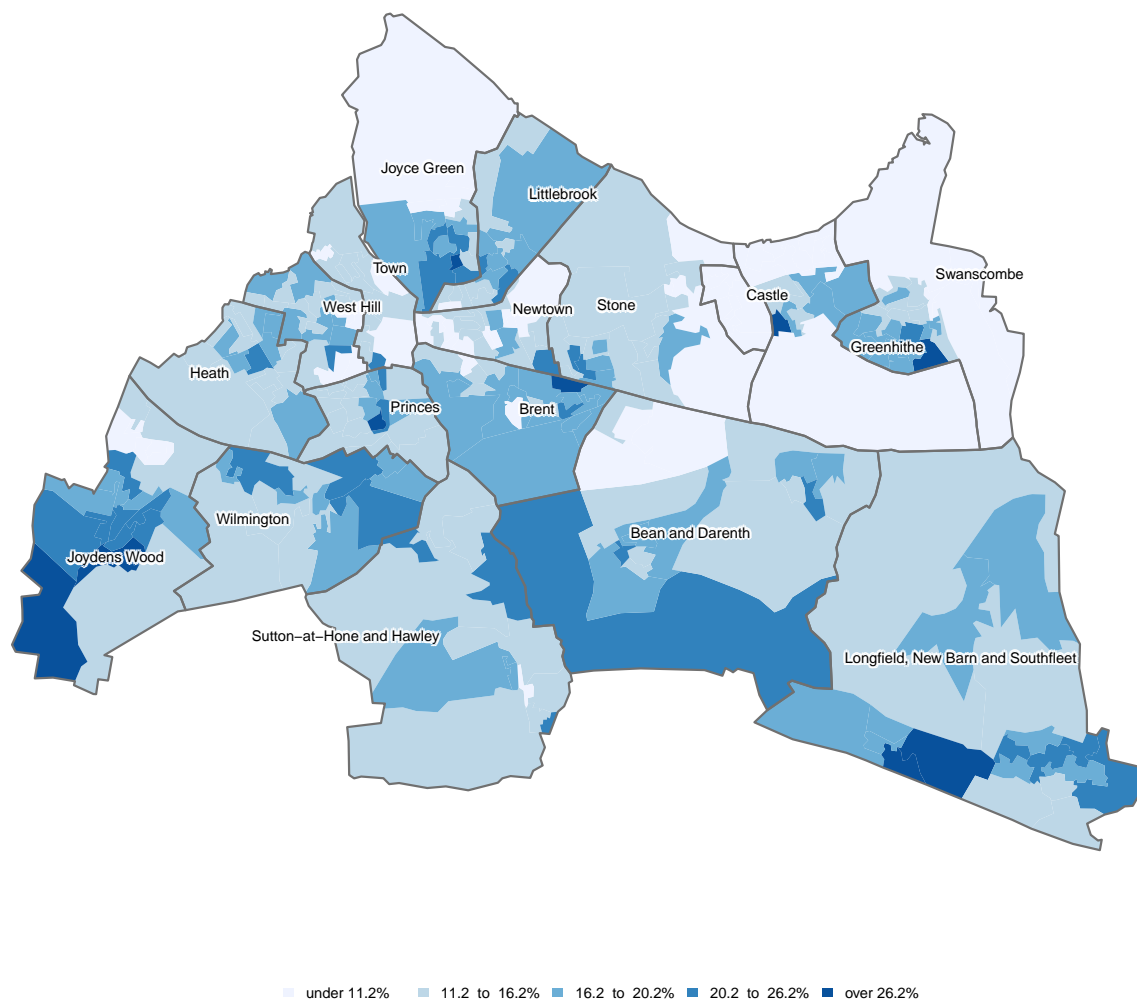 Joyce Green
Littlebrook
Town
Swanscombe
Castle
West Hill
Newtown
Stone
Greenhithe
Heath
Princes
Brent
Wilmington
Bean and Darenth
Joydens Wood
Sutton−at−Hone and Hawley
Longfield, New Barn and Southfleet
under 11.2% 11.2 to 16.2% 16.2 to 20.2% 20.2 to 26.2% over 26.2%